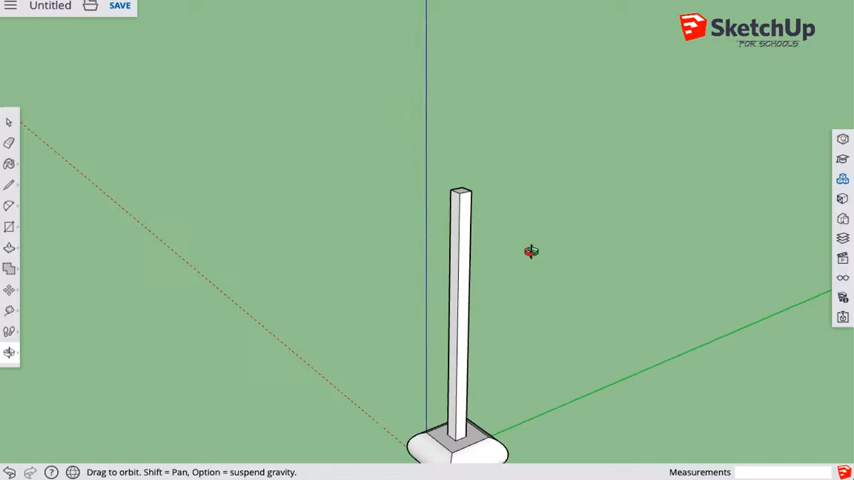 Untitled SAVE
SketchUp
FOR SCHOOLS
Drag to orbit. Shift = Pan, Option = suspend gravity. Measurements